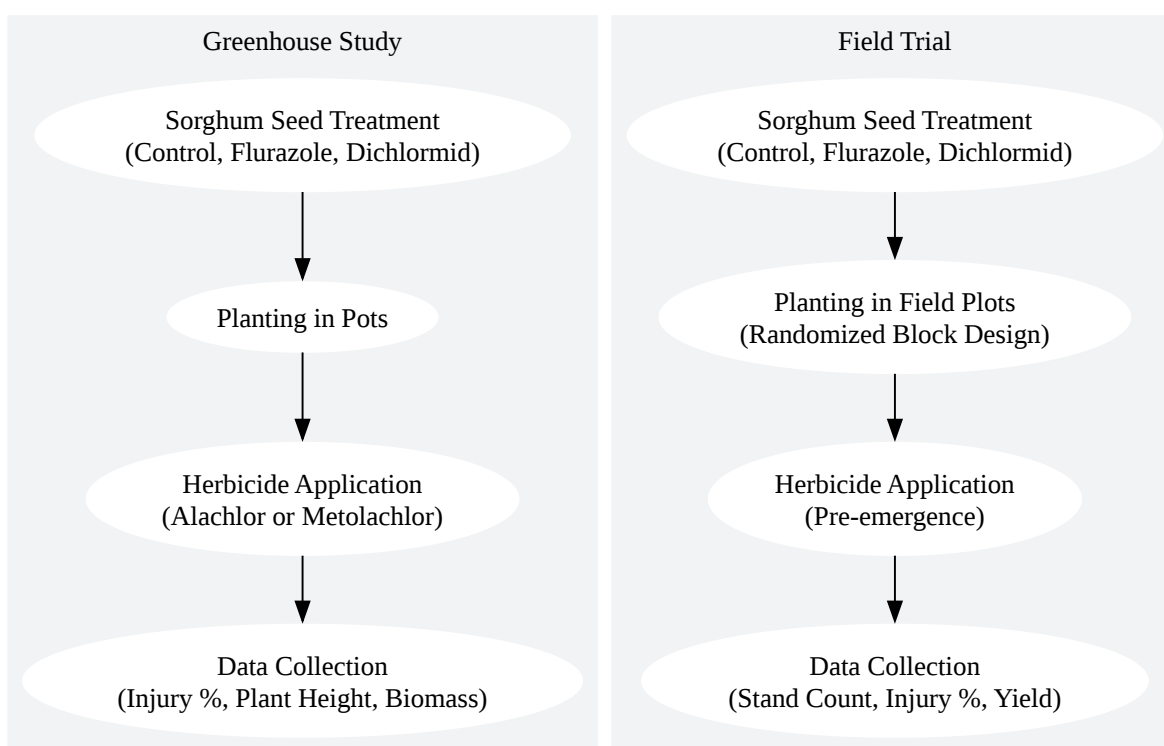 Greenhouse Study
Sorghum Seed Treatment
(Control, Flurazole, Dichlormid)
Planting in Pots
Herbicide Application
(Alachlor or Metolachlor)
Data Collection
(Injury %, Plant Height, Biomass)
Field Trial
Sorghum Seed Treatment
(Control, Flurazole, Dichlormid)
Planting in Field Plots
(Randomized Block Design)
Herbicide Application
(Pre-emergence)
Data Collection
(Stand Count, Injury %, Yield)